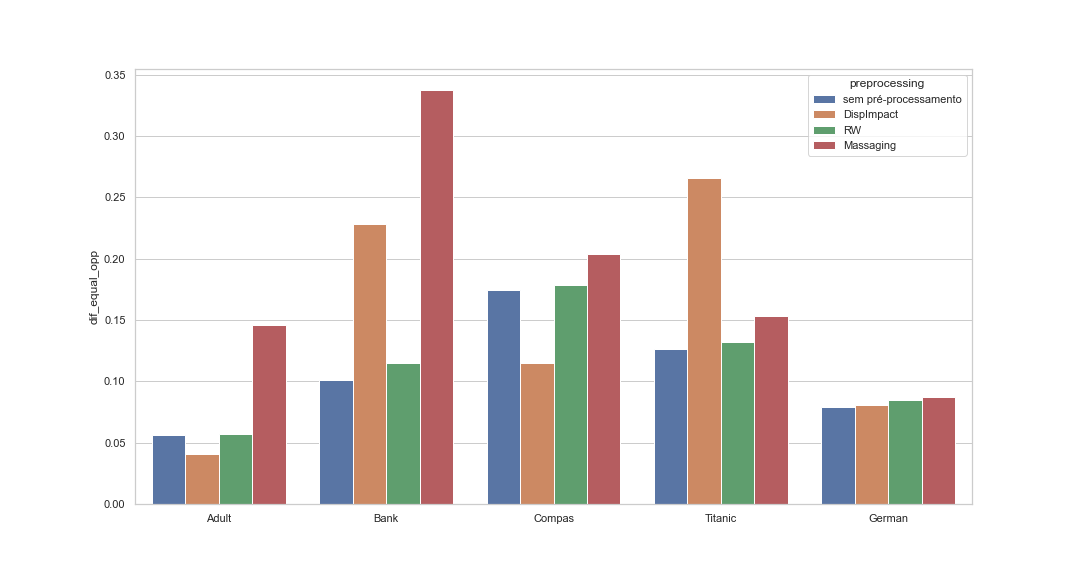 0.35
0.30
0.25
0.20
0.15
0.10
0.05
0.00
dif_equal_opp
preprocessing
sem pré-processamento
DispImpact
RW
Massaging
Adult
Bank
Compas
Titanic
German